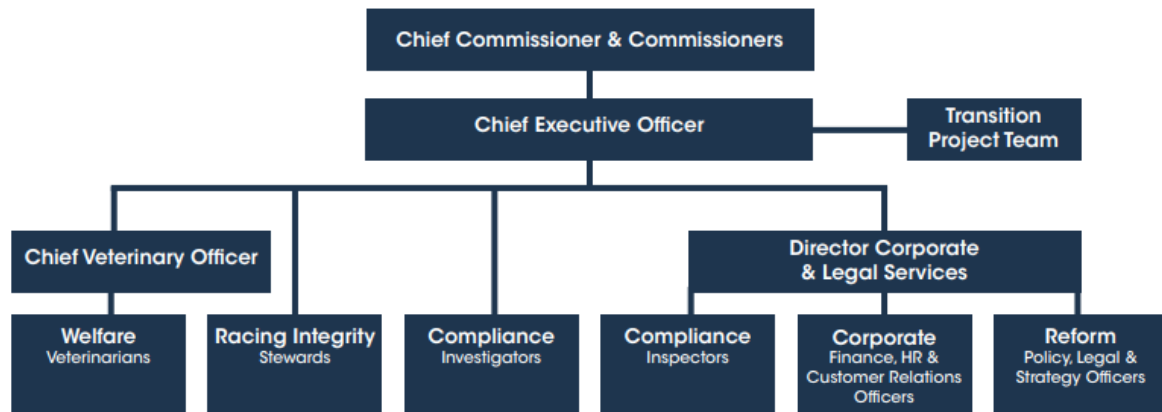 Chief Commissioner & Commissioners
Chief Executive Officer
Transition
Project Team
Chief Veterinary Officer
Director Corporate
& Legal Services
Welfare
Veterinarians
Racing Integrity
Stewards
Compliance
Investigators
Compliance
Inspectors
Corporate
Finance, HR &
Customer Relations
Officers
Reform
Policy, Legal &
Strategy Officers